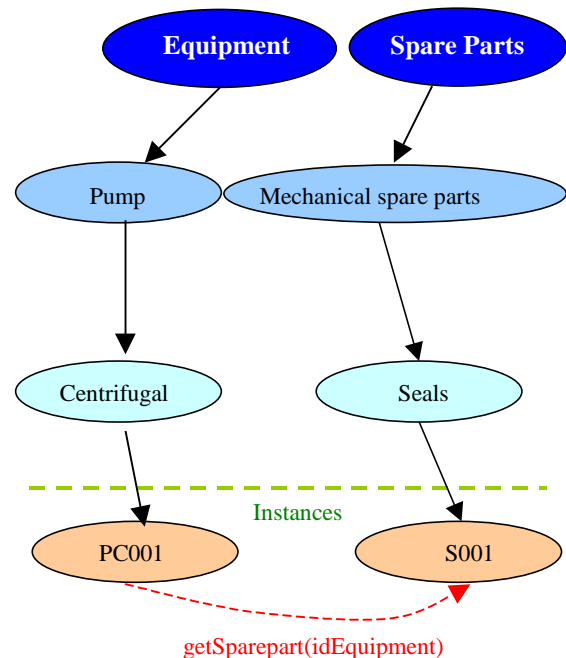 Equipment
Spare Parts
Pump
Mechanical spare parts
Centrifugal
Seals
Instances
PC001
S001
getSparepart(idEquipment)